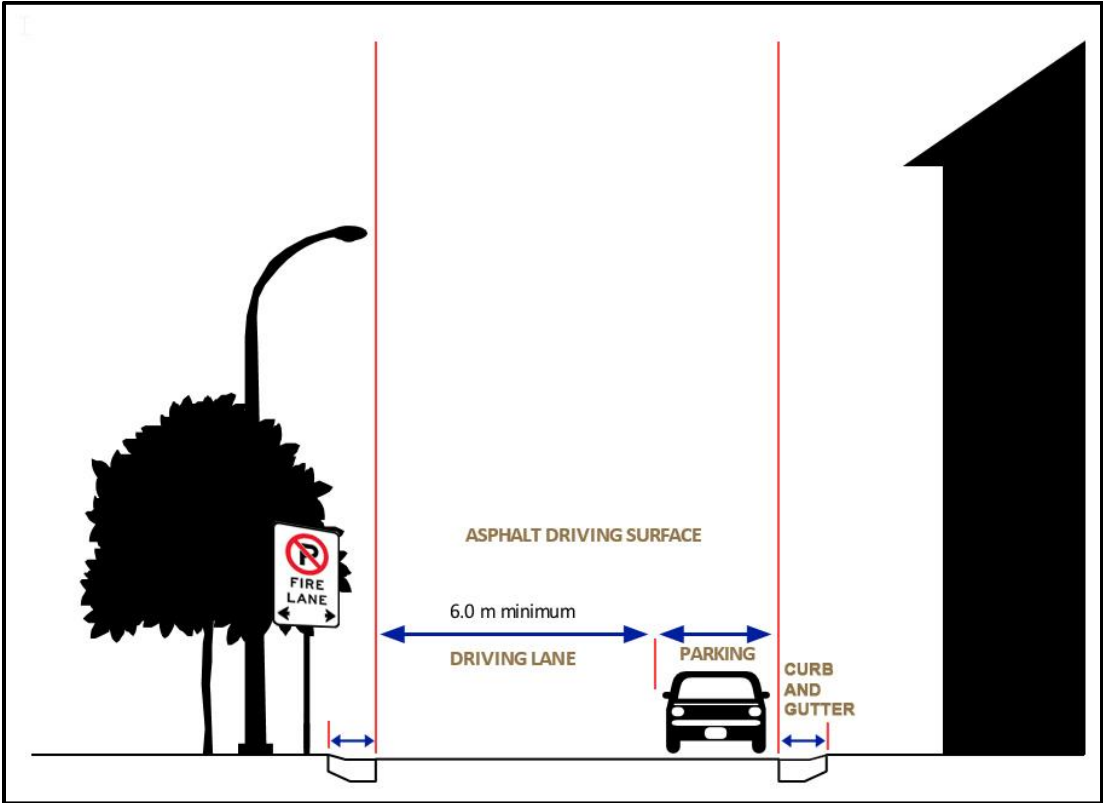 P
FIRE
LANE
ASPHALT DRIVING SURFACE
6.0 m minimum
DRIVING LANE
PARKING
CURB
AND
GUTTER